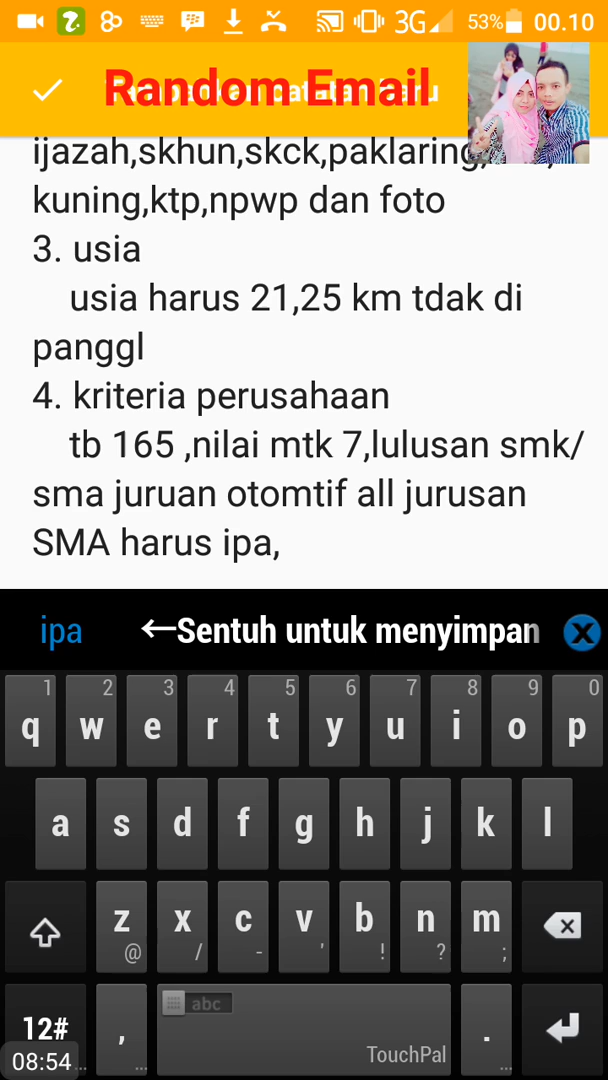 3G 53% 00.10
Random Email
ijazah,skhun,skck,paklaring,
kuning,ktp,npwp dan foto
3. usia
usia harus 21,25 km tdak di
panggl
4. kriteria perusahaan
tb 165 ,nilai mtk 7,lulusan smk/
sma juruan otomtif all jurusan
SMA harus ipa,
ipa ←Sentuh untuk menyimpan
1 2 3 4 5 6 7 8 9 0
q w e r t y u i o p
a s d f g h j k l
z x c v b n m
@ / - ' ! ? ;
abc
12# , .
TouchPal
08:54